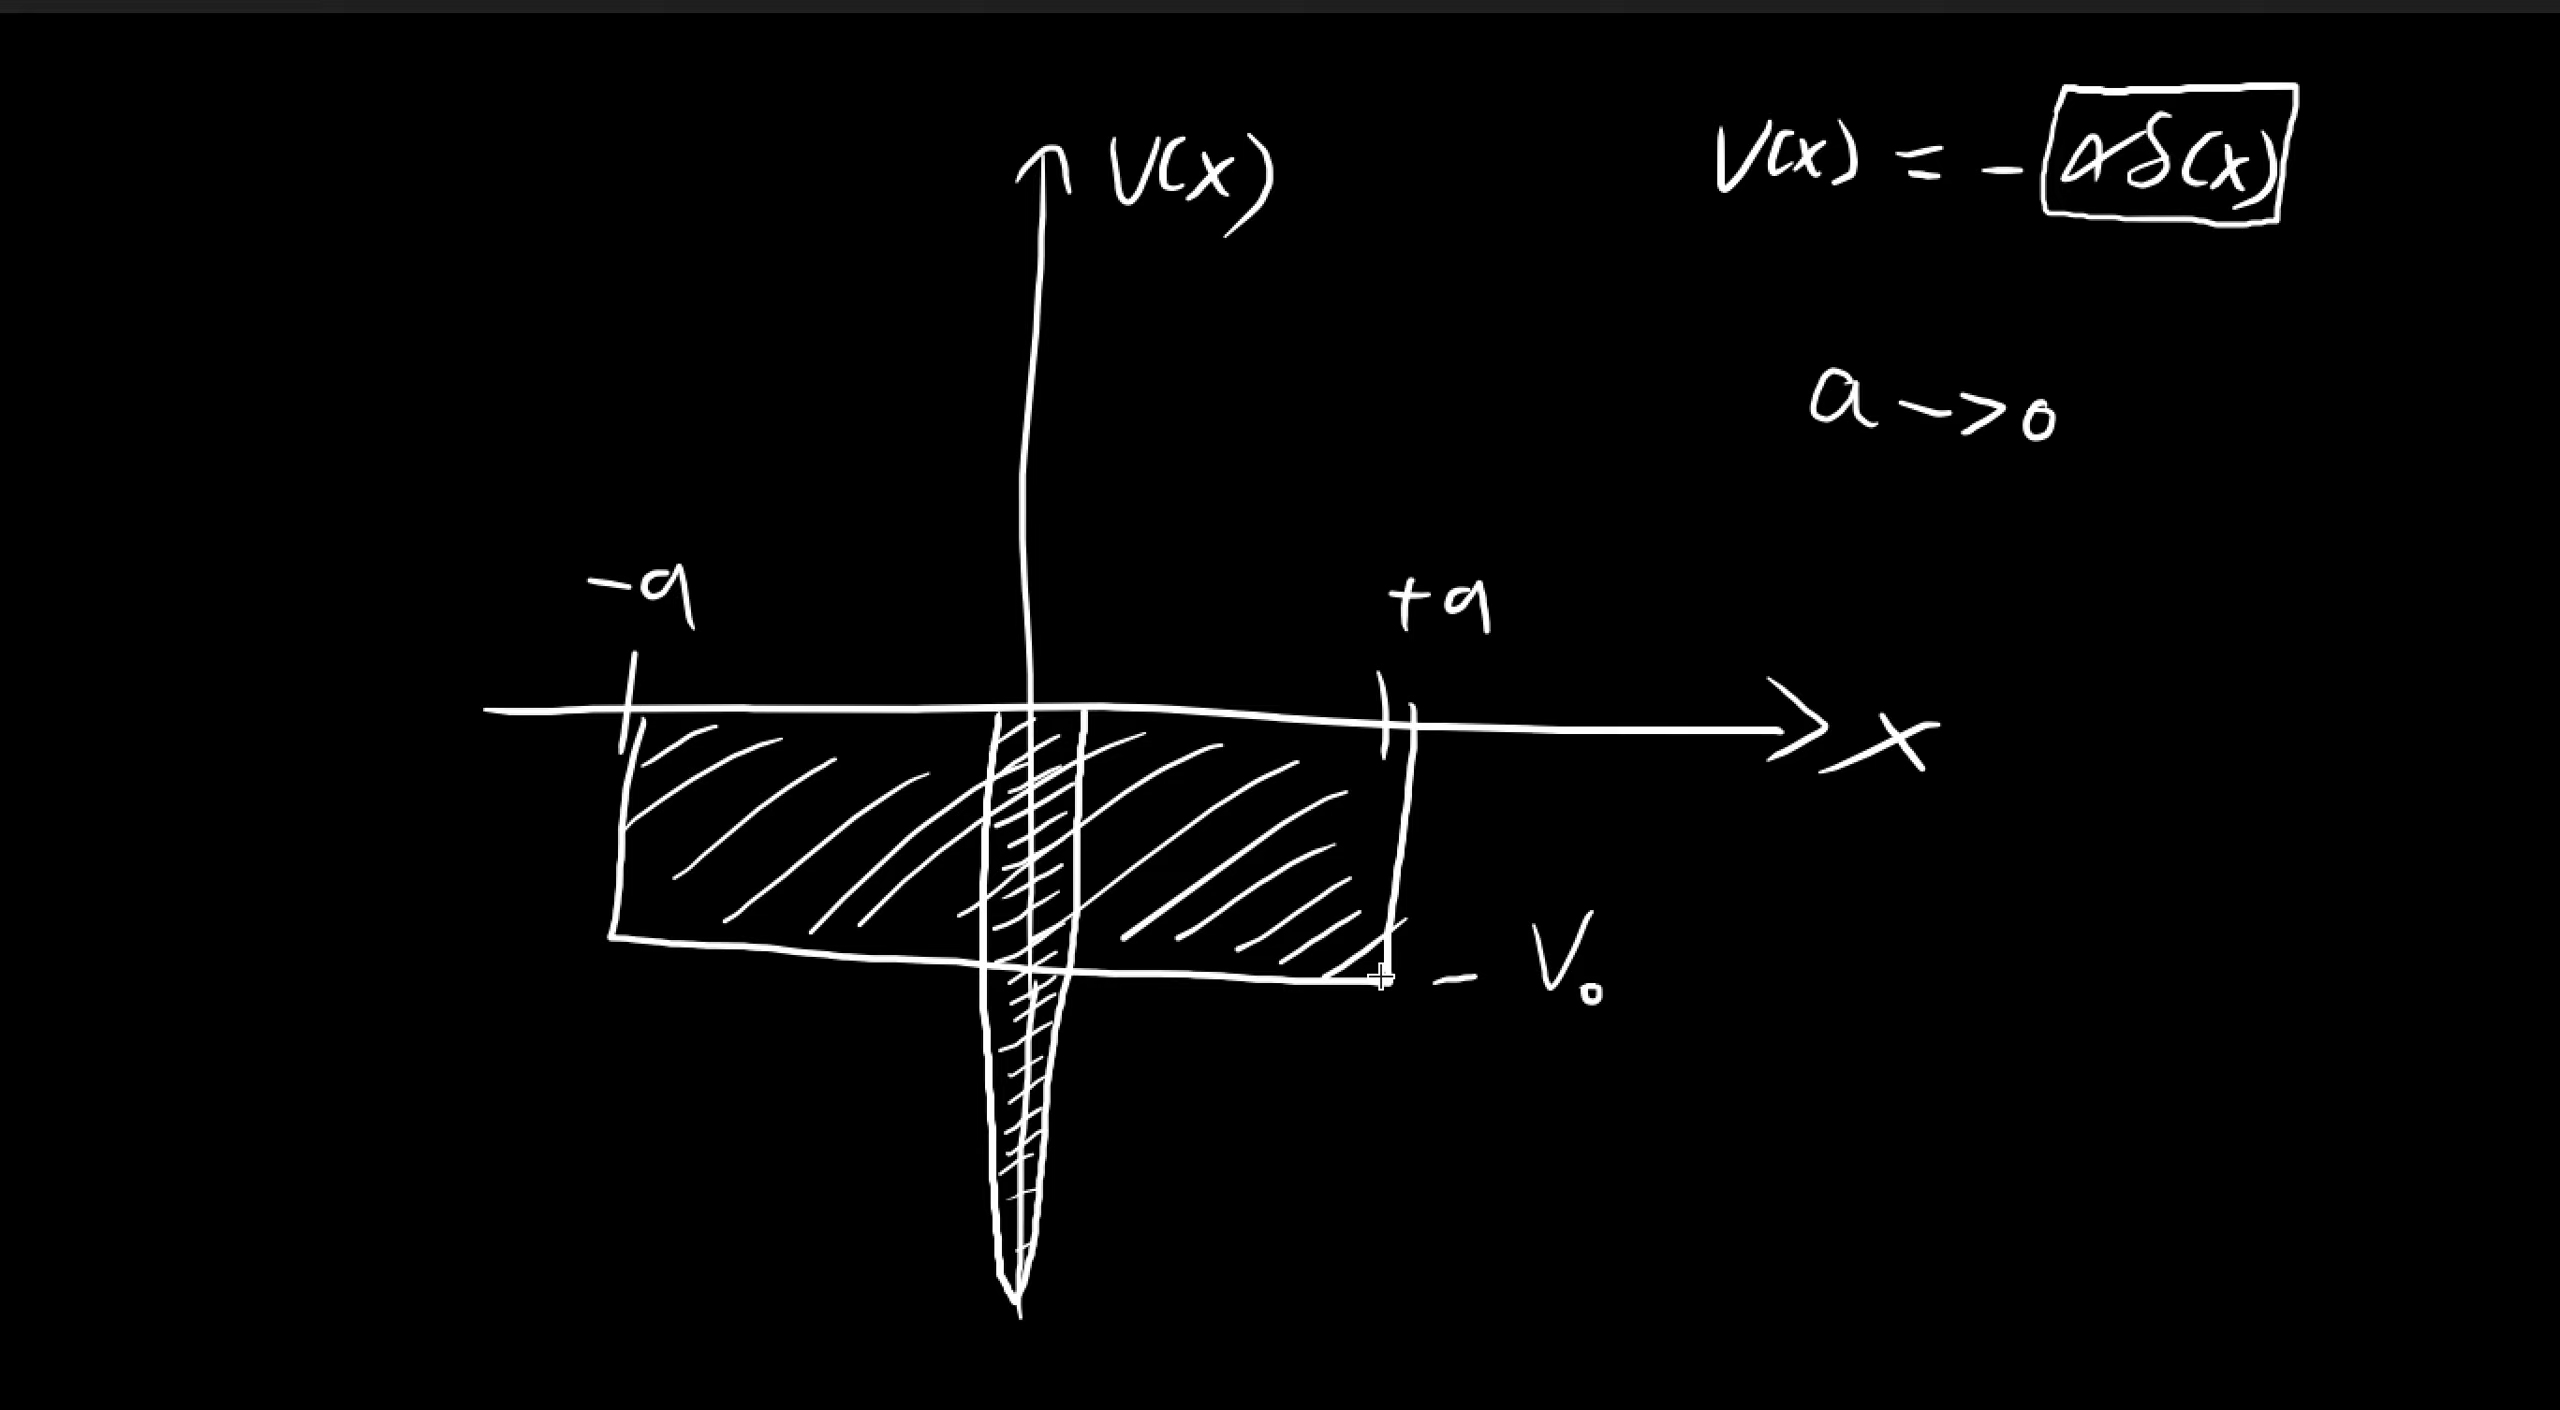 V(x)
V(x) = - αδ(x)
a -> 0
-a
+a
x
- V₀